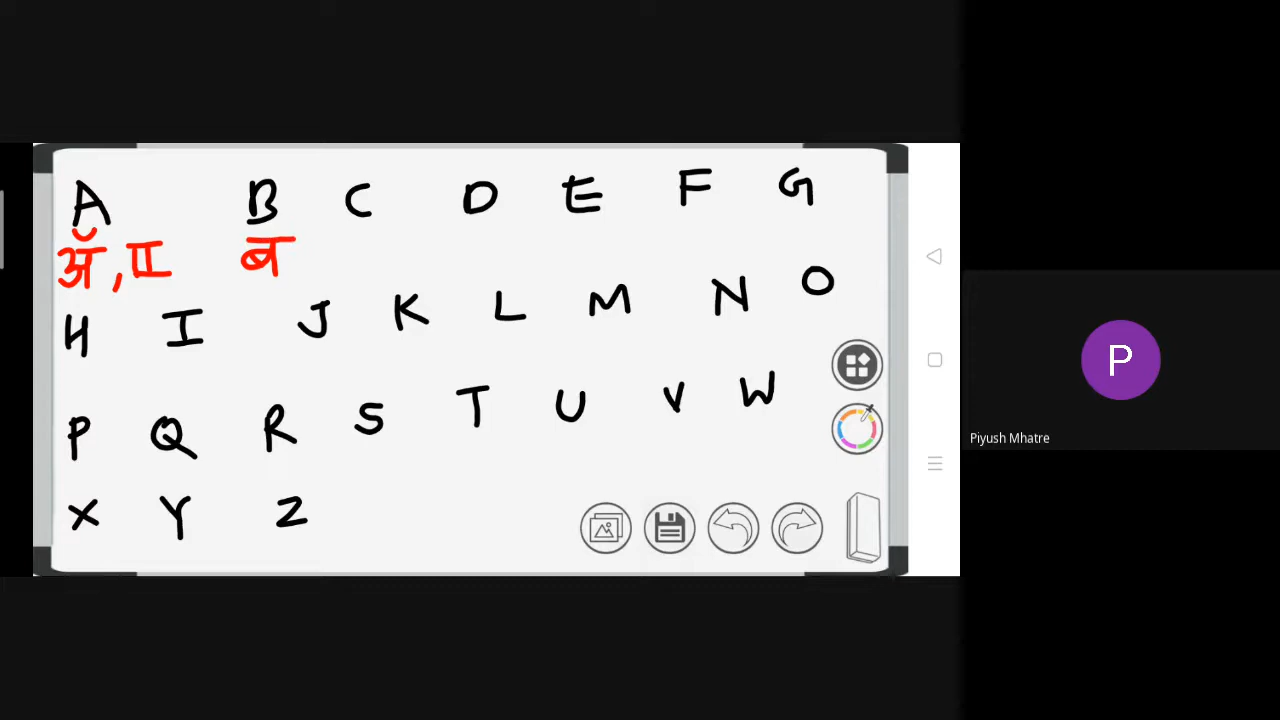 A B C D E F G
अॅ , ए ब
H I J K L M N O
P Q R S T U V W
X Y Z
P
Piyush Mhatre